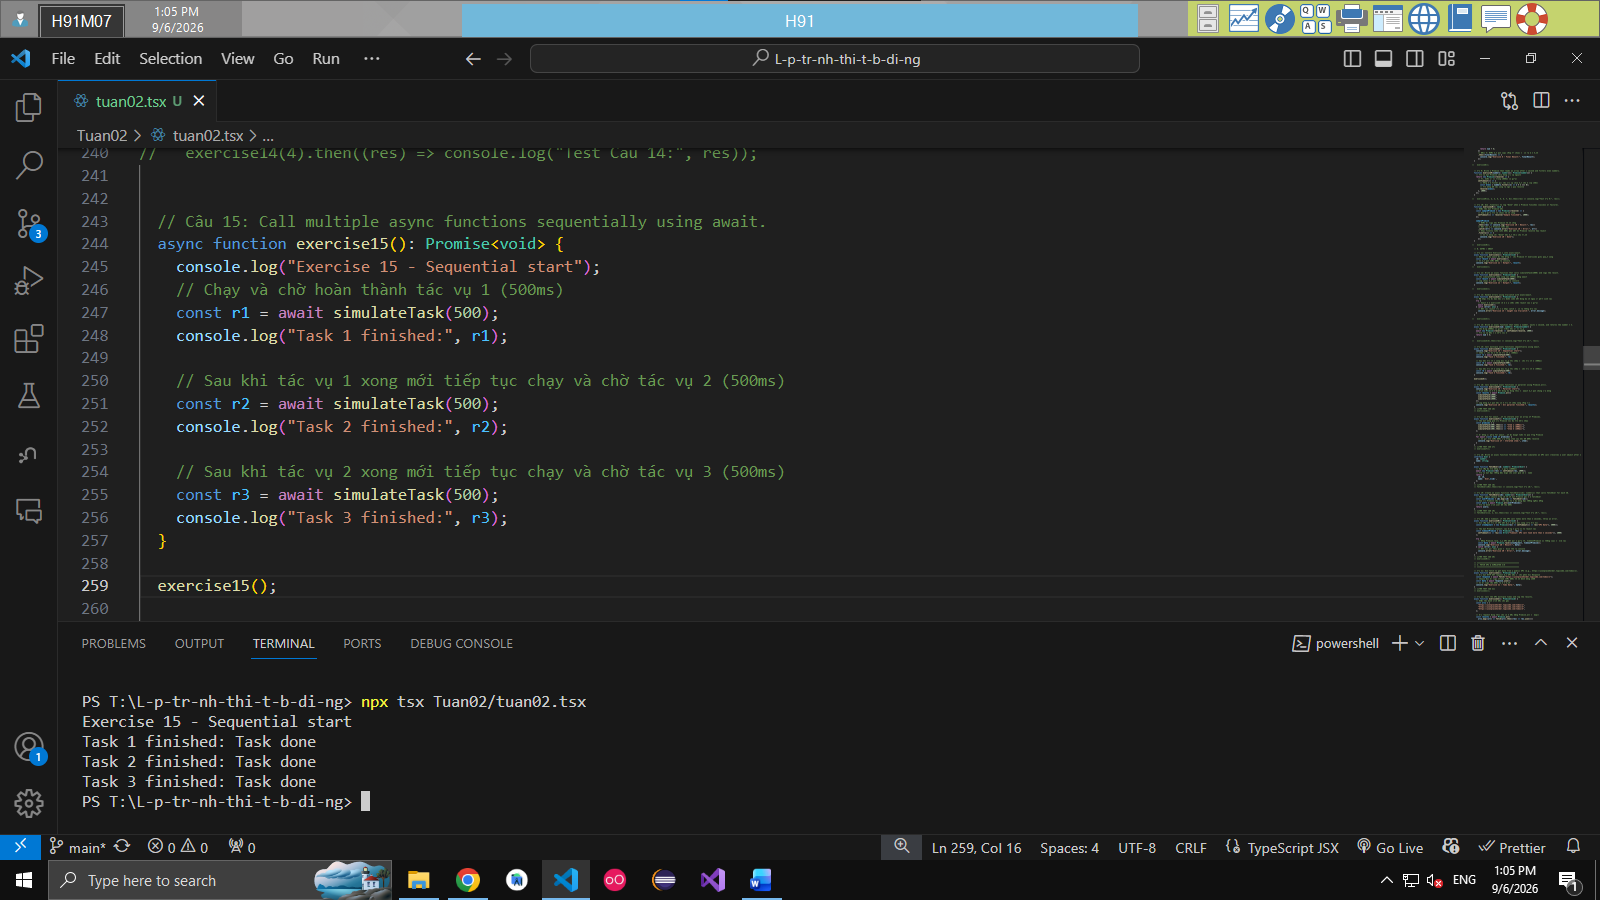 H91M07
1:05 PM
9/6/2026
H91
Q W
A S
File Edit Selection View Go Run ···
L-p-tr-nh-thi-t-b-di-ng
tuan02.tsx U
Tuan02 > tuan02.tsx > ...
240 // exercise14(4).then((res) => console.log("Test Cau 14:", res));
241
242
243 // Câu 15: Call multiple async functions sequentially using await.
244 async function exercise15(): Promise<void> {
245 console.log("Exercise 15 - Sequential start");
246 // Chạy và chờ hoàn thành tác vụ 1 (500ms)
247 const r1 = await simulateTask(500);
248 console.log("Task 1 finished:", r1);
249
250 // Sau khi tác vụ 1 xong mới tiếp tục chạy và chờ tác vụ 2 (500ms)
251 const r2 = await simulateTask(500);
252 console.log("Task 2 finished:", r2);
253
254 // Sau khi tác vụ 2 xong mới tiếp tục chạy và chờ tác vụ 3 (500ms)
255 const r3 = await simulateTask(500);
256 console.log("Task 3 finished:", r3);
257 }
258
259 exercise15();
260
3
1
PROBLEMS OUTPUT TERMINAL PORTS DEBUG CONSOLE
powershell
PS T:\L-p-tr-nh-thi-t-b-di-ng> npx tsx Tuan02/tuan02.tsx
Exercise 15 - Sequential start
Task 1 finished: Task done
Task 2 finished: Task done
Task 3 finished: Task done
PS T:\L-p-tr-nh-thi-t-b-di-ng>
main* 0 0 0 Ln 259, Col 16 Spaces: 4 UTF-8 CRLF TypeScript JSX Go Live Prettier
Type here to search
ENG
1:05 PM
9/6/2026
1